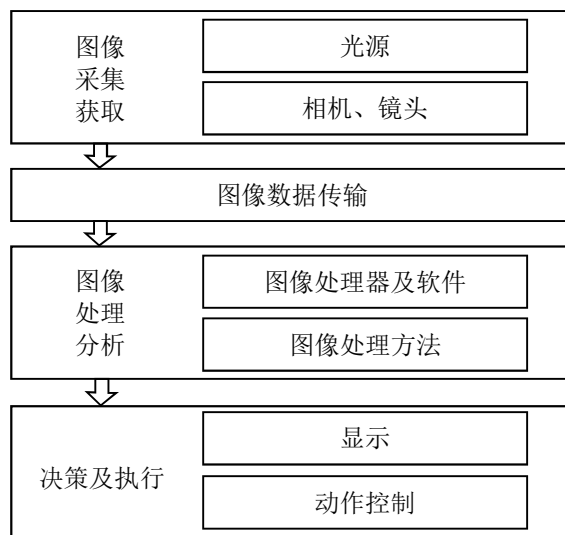 图像
采集
获取
光源
相机、镜头
图像数据传输
图像
处理
分析
图像处理器及软件
图像处理方法
决策及执行
显示
动作控制